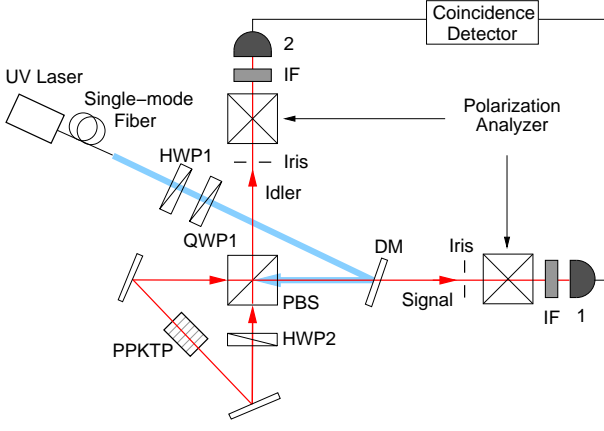 Coincidence
Detector
2
IF
UV Laser
Single−mode
Fiber
Polarization
Analyzer
HWP1
Iris
Idler
QWP1
DM
Iris
PBS
Signal
IF
1
HWP2
PPKTP